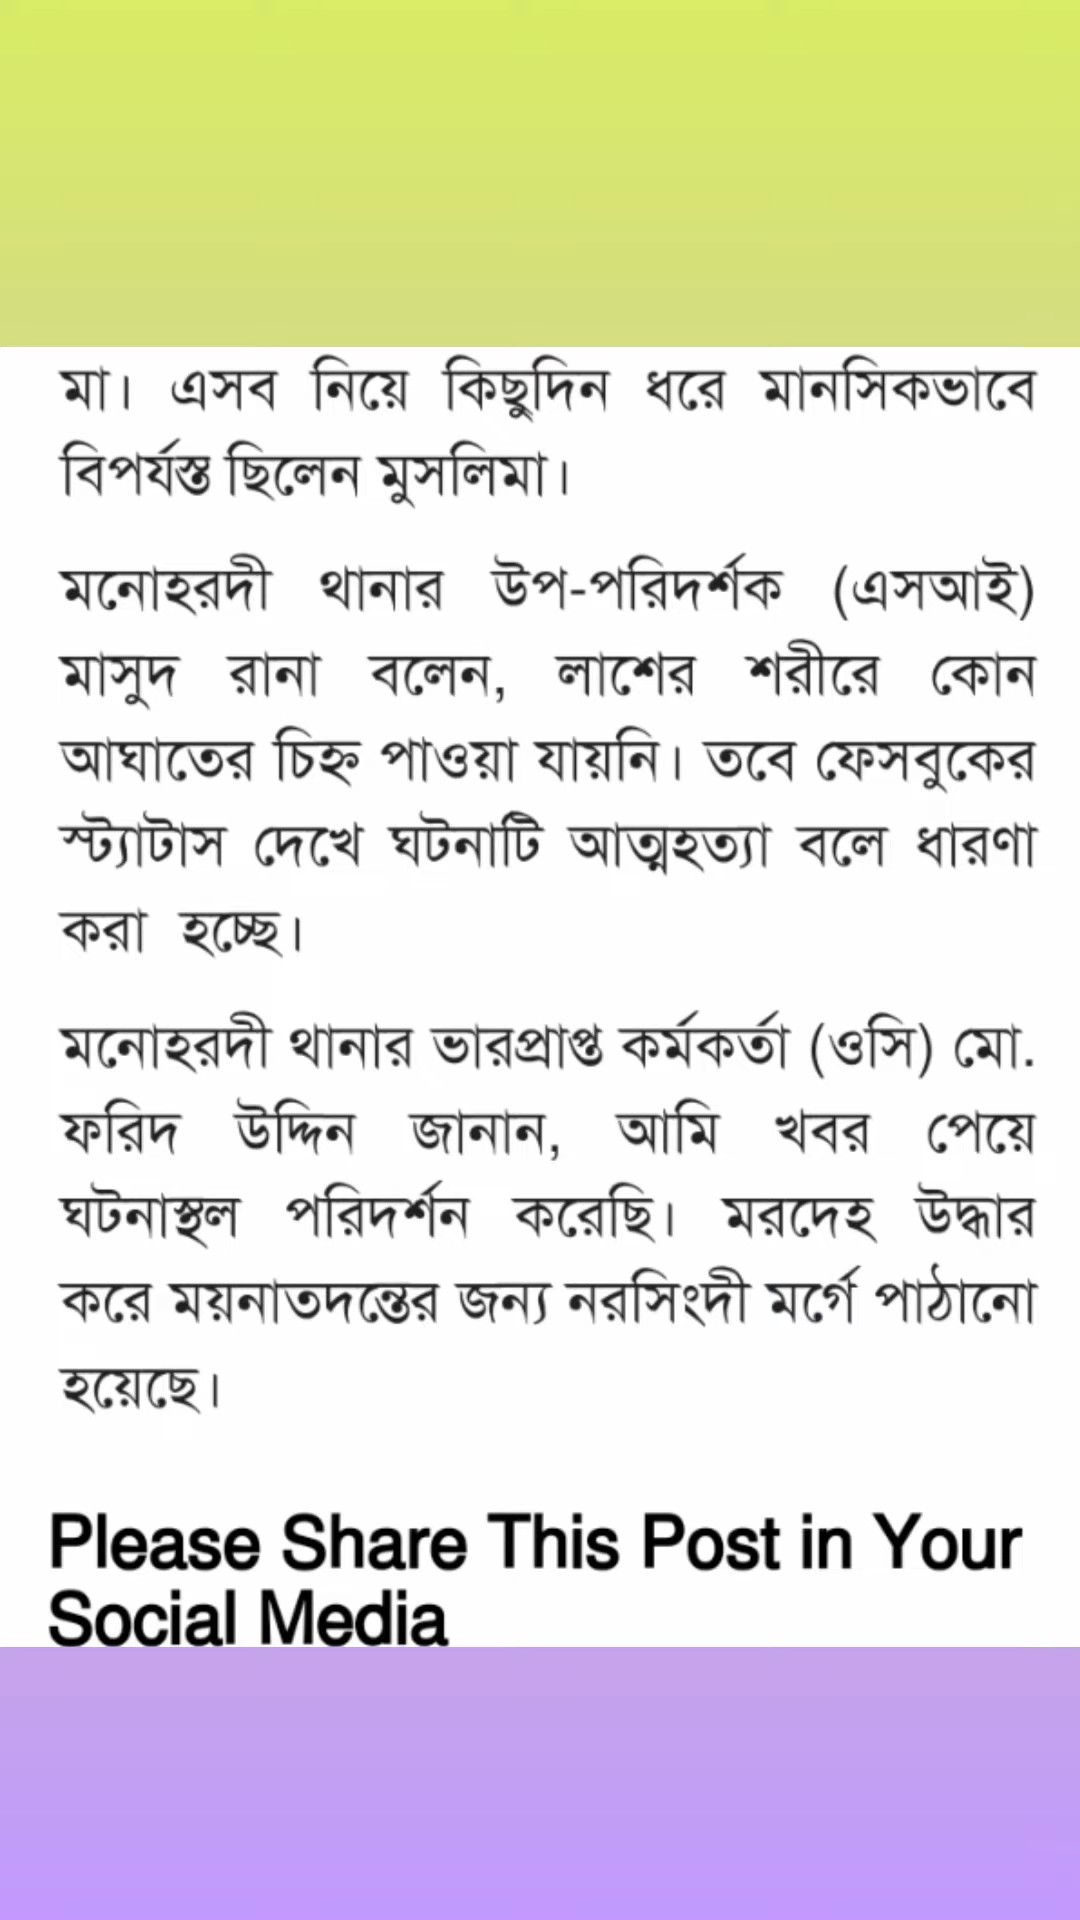 মা। এসব নিয়ে কিছুদিন ধরে মানসিকভাবে
বিপর্যস্ত ছিলেন মুসলিমা।
মনোহরদী থানার উপ-পরিদর্শক (এসআই)
মাসুদ রানা বলেন, লাশের শরীরে কোন
আঘাতের চিহ্ন পাওয়া যায়নি। তবে ফেসবুকের
স্ট্যাটাস দেখে ঘটনাটি আত্মহত্যা বলে ধারণা
করা হচ্ছে।
মনোহরদী থানার ভারপ্রাপ্ত কর্মকর্তা (ওসি) মো.
ফরিদ উদ্দিন জানান, আমি খবর পেয়ে
ঘটনাস্থল পরিদর্শন করেছি। মরদেহ উদ্ধার
করে ময়নাতদন্তের জন্য নরসিংদী মর্গে পাঠানো
হয়েছে।
Please Share This Post in Your
Social Media